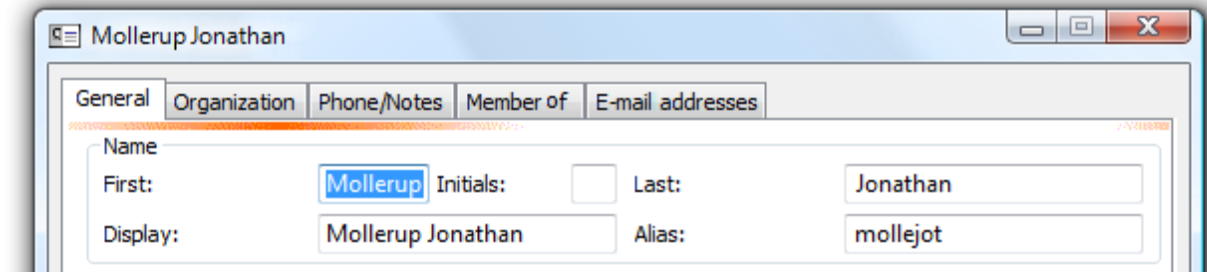 Mollerup Jonathan
General Organization Phone/Notes Member of E-mail addresses
Name
First: Mollerup Initials: Last: Jonathan
Display: Mollerup Jonathan Alias: mollejot